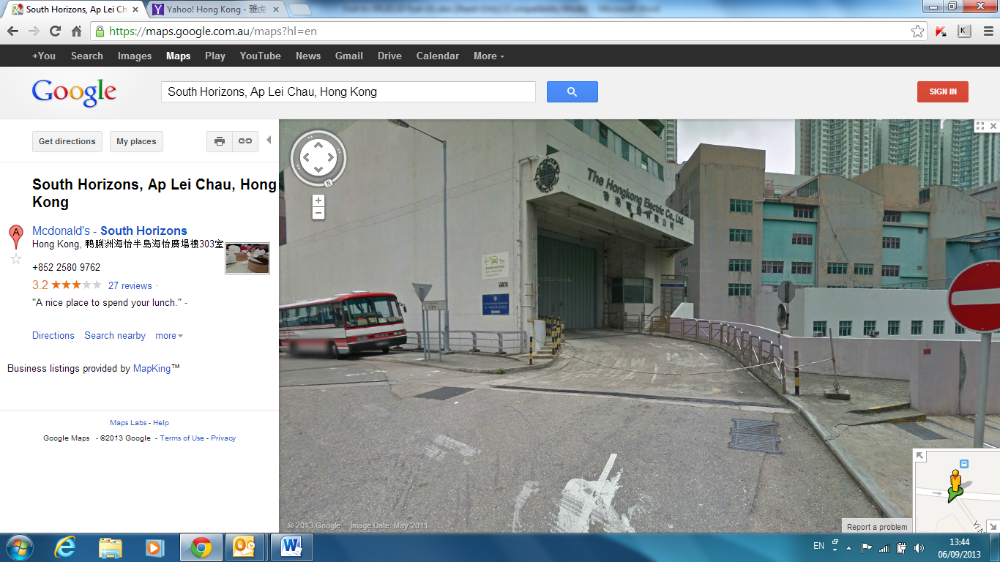 South Horizons, Ap Lei Ch
Yahoo! Hong Kong - 雅虎
https://maps.google.com.au/maps?hl=en
+You Search Images Maps Play YouTube News Gmail Drive Calendar More
Google
South Horizons, Ap Lei Chau, Hong Kong
SIGN IN
Get directions My places
South Horizons, Ap Lei Chau, Hong
Kong
A
Mcdonald's - South Horizons
Hong Kong, 鴨脷洲海怡半島海怡廣場樓303室
+852 2580 9762
3.2 27 reviews ·
"A nice place to spend your lunch." -
Directions Search nearby more
Business listings provided by MapKing™
Maps Labs - Help
Google Maps - ©2013 Google - Terms of Use - Privacy
N
The Hongkong Electric Co., Ltd.
香港電燈有限公司
© 2013 Google Image Date: May 2011
Report a problem
EN
13:44
06/09/2013